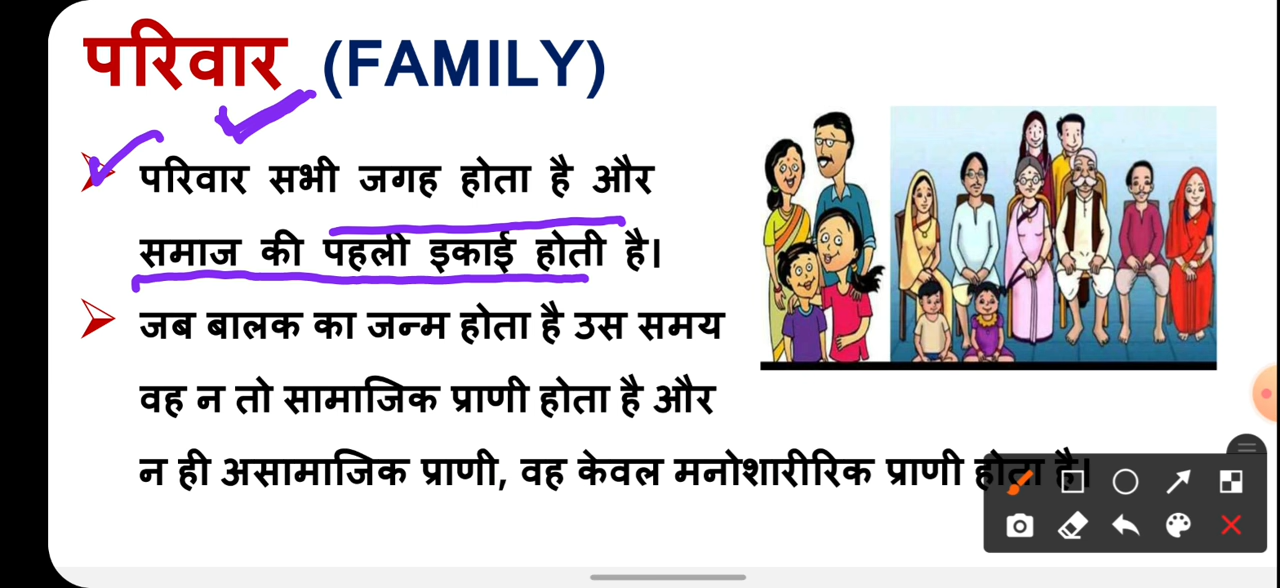 परिवार (FAMILY)
परिवार सभी जगह होता है और
समाज की पहली इकाई होती है।
जब बालक का जन्म होता है उस समय
वह न तो सामाजिक प्राणी होता है और
न ही असामाजिक प्राणी, वह केवल मनोशारीरिक प्राणी होता है।